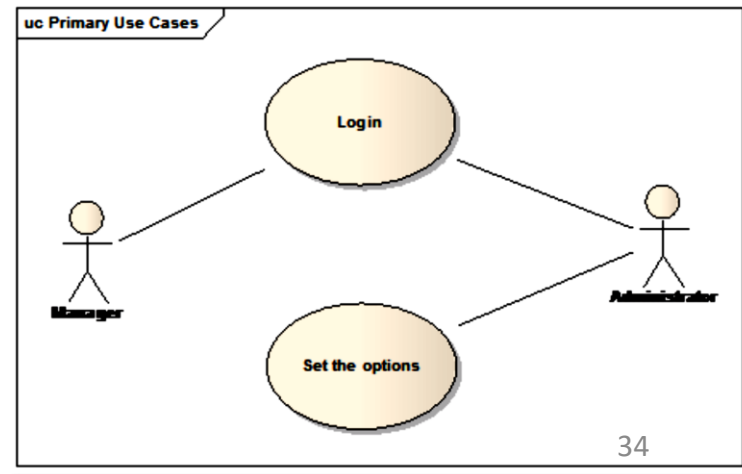 uc Primary Use Cases
Login
Manager
Administrator
Set the options
34